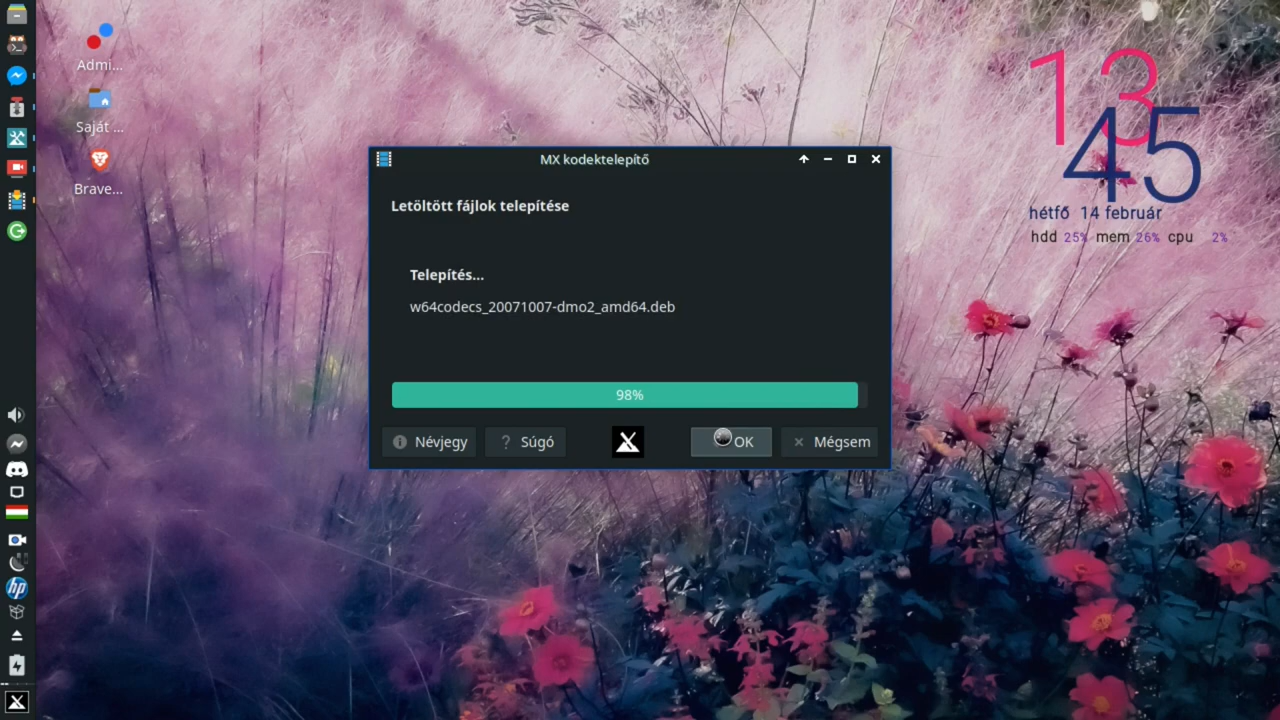 Admi...
Saját ...
Brave...
MX kodektelepítő
Letöltött fájlok telepítése
Telepítés...
w64codecs_20071007-dmo2_amd64.deb
98%
Névjegy
? Súgó
OK
Mégsem
13
45
hétfő 14 február
hdd 25% mem 26% cpu 2%
hp